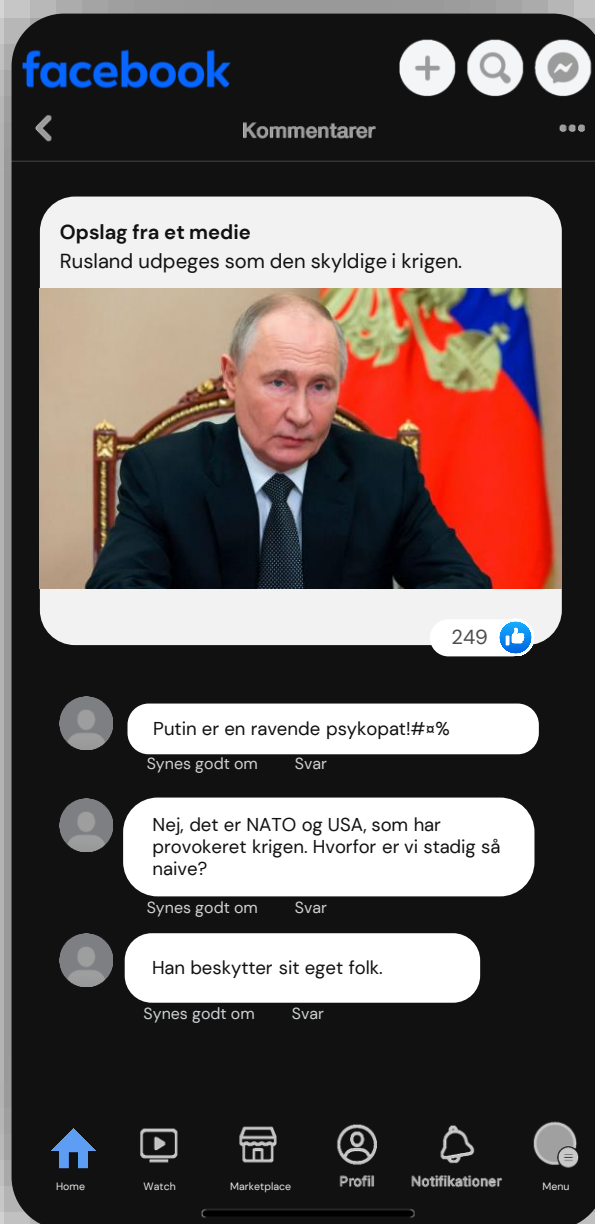 facebook
Kommentarer
Opslag fra et medie
Rusland udpeges som den skyldige i krigen.
249
Putin er en ravende psykopat!#¤%
Synes godt om Svar
Nej, det er NATO og USA, som har
provokeret krigen. Hvorfor er vi stadig så
naive?
Synes godt om Svar
Han beskytter sit eget folk.
Synes godt om Svar
Home Watch Marketplace Profil Notifikationer Menu